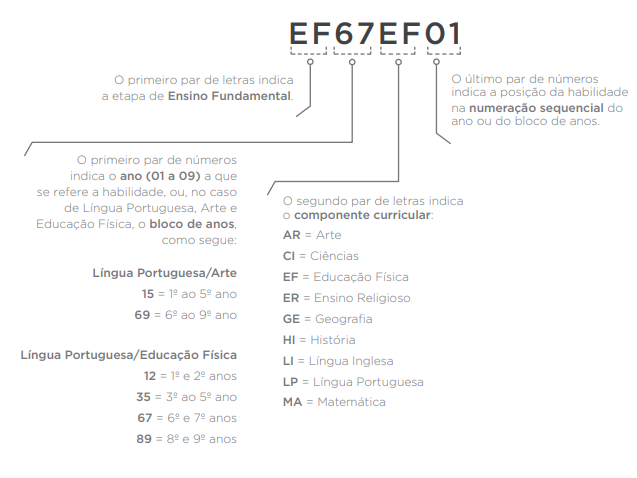 EF67EF01
O primeiro par de letras indica
a etapa de Ensino Fundamental.
O último par de números
indica a posição da habilidade
na numeração sequencial do
ano ou do bloco de anos.
O primeiro par de números
indica o ano (01 a 09) a que
se refere a habilidade, ou, no caso
de Língua Portuguesa, Arte e
Educação Física, o bloco de anos,
como segue:
Língua Portuguesa/Arte
15 = 1º ao 5º ano
69 = 6º ao 9º ano
Língua Portuguesa/Educação Física
12 = 1º e 2º anos
35 = 3º ao 5º ano
67 = 6º e 7º anos
89 = 8º e 9º anos
O segundo par de letras indica
o componente curricular:
AR = Arte
CI = Ciências
EF = Educação Física
ER = Ensino Religioso
GE = Geografia
HI = História
LI = Língua Inglesa
LP = Língua Portuguesa
MA = Matemática